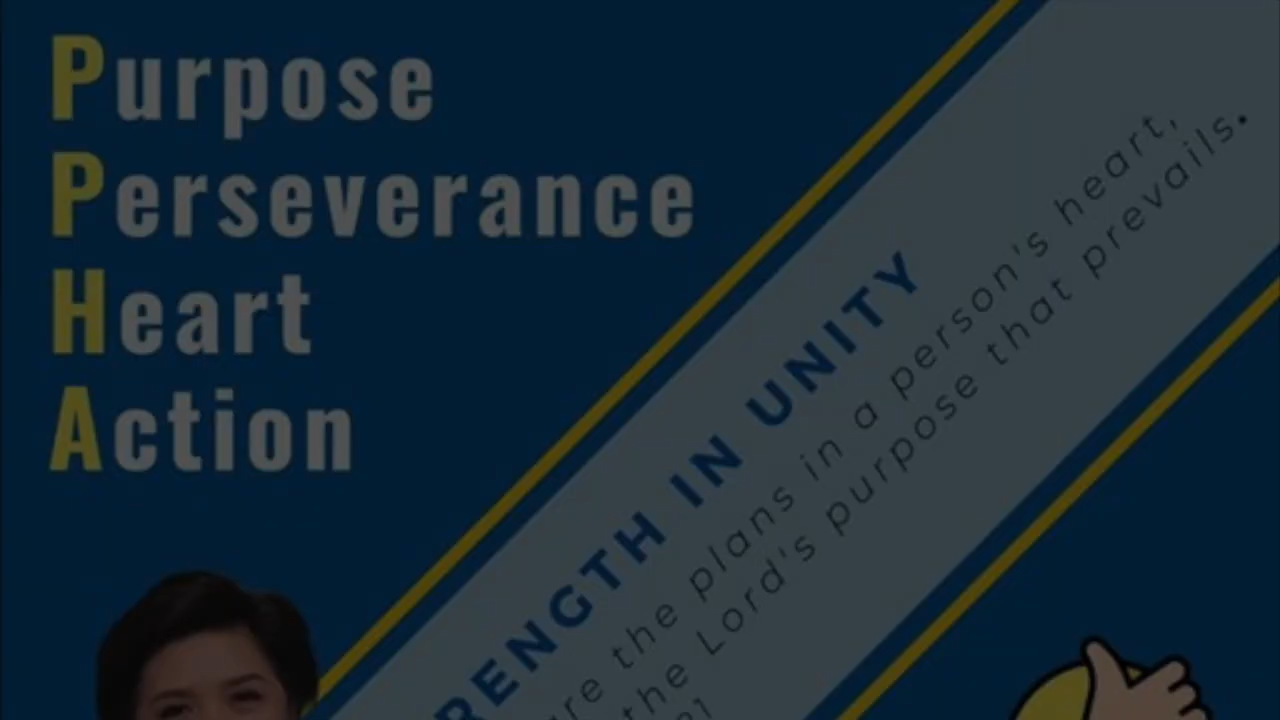 Purpose
Perseverance
Heart
Action
RENGTH IN UNITY
the plans in a person's heart,
the Lord's purpose that prevails.